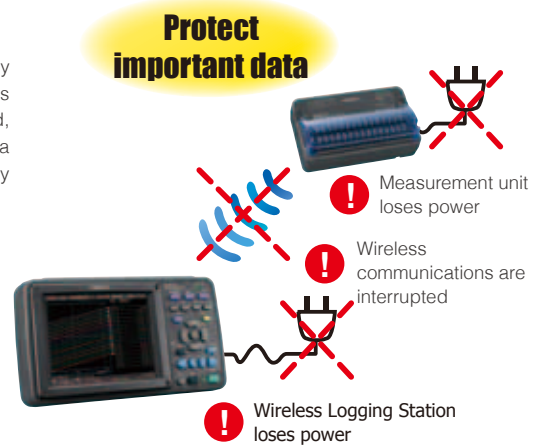 Protect
important data
y
s
d,
a
y
Measurement unit
loses power
Wireless
communications are
interrupted
Wireless Logging Station
loses power